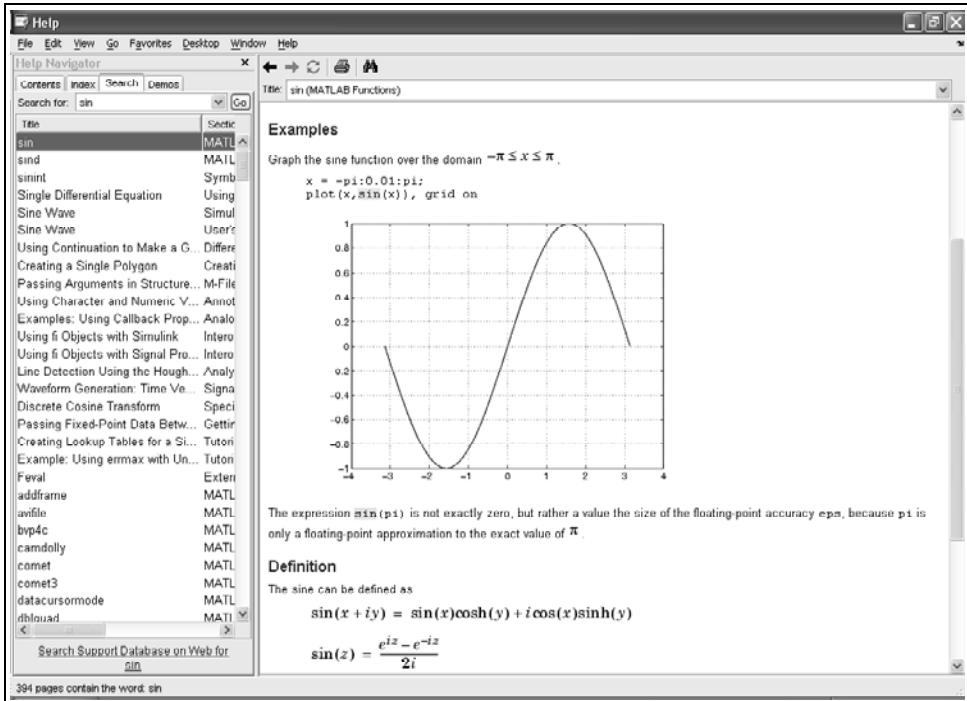 Help
File Edit View Go Favorites Desktop Window Help
Help Navigator
Contents Index Search Demos
Search for: sin Go
Title Sectic
sin MATL
sind MATL
sinint Symb
Single Differential Equation Using
Sine Wave Simul
Sine Wave User's
Using Continuation to Make a G... Differe
Creating a Single Polygon Creati
Passing Arguments in Structure... M-File
Using Character and Numeric V... Annot
Examples: Using Callback Prop... Analo
Using fi Objects with Simulink Intero
Using fi Objects with Signal Pro... Intero
Line Detection Using the Hough... Analy
Waveform Generation: Time Ve... Signa
Discrete Cosine Transform Speci
Passing Fixed-Point Data Betw... Gettin
Creating Lookup Tables for a Si... Tutori
Example: Using errmax with Un... Tutori
Feval Exter
addframe MATL
avifile MATL
bvp4c MATL
camdolly MATL
comet MATL
comet3 MATL
datacursormode MATL
dblquad MATL
Search Support Database on Web for
sin
394 pages contain the word: sin
Title: sin (MATLAB Functions)
Examples
Graph the sine function over the domain −π ≤ x ≤ π.
x = -pi:0.01:pi;
plot(x,sin(x)), grid on
1
0.8
0.6
0.4
0.2
0
-0.2
-0.4
-0.6
-0.8
-1
-4 -3 -2 -1 0 1 2 3 4
The expression sin(pi) is not exactly zero, but rather a value the size of the floating-point accuracy eps, because pi is
only a floating-point approximation to the exact value of π.
Definition
The sine can be defined as
sin(x + iy) = sin(x)cosh(y) + i cos(x)sinh(y)
sin(z) = (e^{iz} − e^{−iz}) / 2i